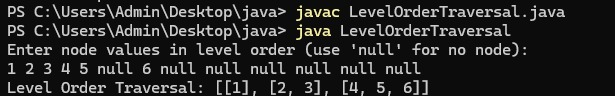 PS C:\Users\Admin\Desktop\java> javac LevelOrderTraversal.java
PS C:\Users\Admin\Desktop\java> java LevelOrderTraversal
Enter node values in level order (use 'null' for no node):
1 2 3 4 5 null 6 null null null null null null
Level Order Traversal: [[1], [2, 3], [4, 5, 6]]